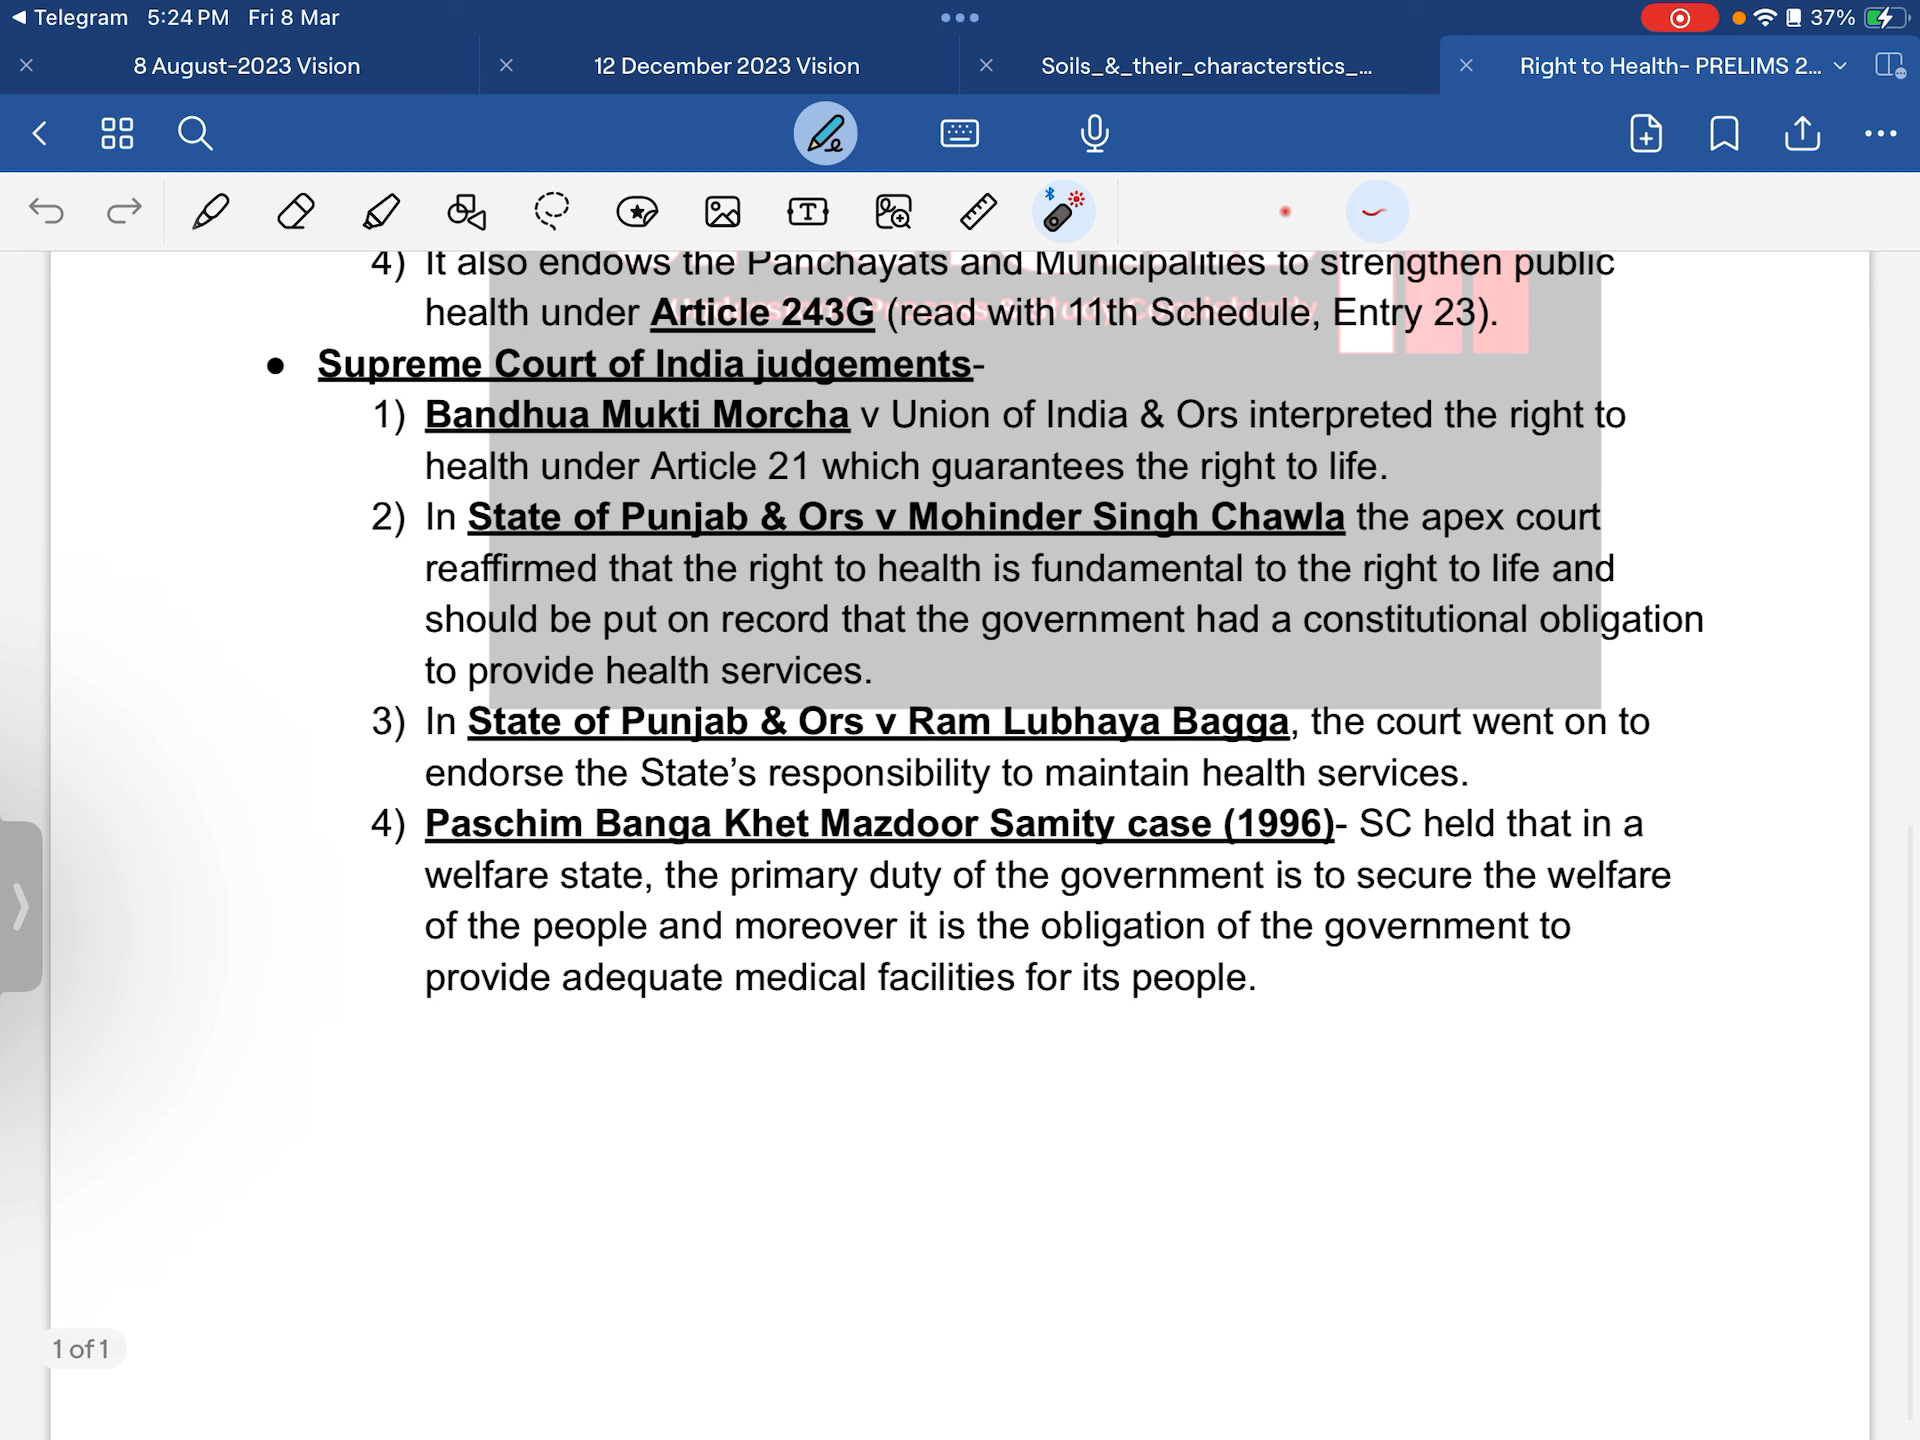 Telegram 5:24 PM Fri 8 Mar 37%
8 August-2023 Vision
12 December 2023 Vision
Soils_&_their_characterstics_...
Right to Health- PRELIMS 2...
4) It also endows the Panchayats and Municipalities to strengthen public
health under Article 243G (read with 11th Schedule, Entry 23).
● Supreme Court of India judgements-
1) Bandhua Mukti Morcha v Union of India & Ors interpreted the right to
health under Article 21 which guarantees the right to life.
2) In State of Punjab & Ors v Mohinder Singh Chawla the apex court
reaffirmed that the right to health is fundamental to the right to life and
should be put on record that the government had a constitutional obligation
to provide health services.
3) In State of Punjab & Ors v Ram Lubhaya Bagga, the court went on to
endorse the State’s responsibility to maintain health services.
4) Paschim Banga Khet Mazdoor Samity case (1996)- SC held that in a
welfare state, the primary duty of the government is to secure the welfare
of the people and moreover it is the obligation of the government to
provide adequate medical facilities for its people.
1 of 1